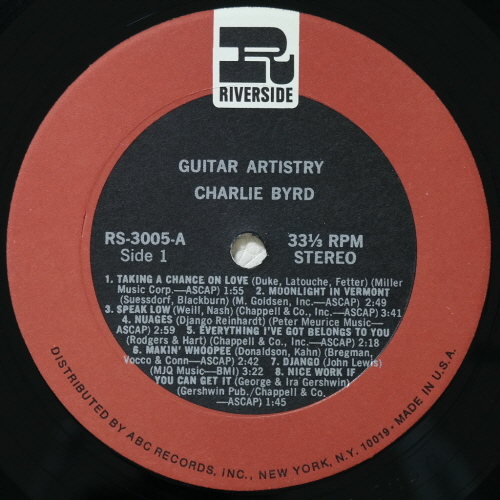 R
RIVERSIDE
GUITAR ARTISTRY
CHARLIE BYRD
RS-3005-A
Side 1
33⅓ RPM
STEREO
1. TAKING A CHANCE ON LOVE (Duke, Latouche, Fetter) (Miller
Music Corp.—ASCAP) 1:55 2. MOONLIGHT IN VERMONT
(Suessdorf, Blackburn) (M. Goldsen, Inc.—ASCAP) 2:49
3. SPEAK LOW (Weill, Nash) (Chappell & Co., Inc.—ASCAP) 3:41
4. NUAGES (Django Reinhardt) (Peter Meurice Music—
ASCAP) 2:59 5. EVERYTHING I'VE GOT BELONGS TO YOU
(Rodgers & Hart) (Chappell & Co., Inc.—ASCAP) 2:18
6. MAKIN' WHOOPEE (Donaldson, Kahn) (Bregman,
Vocco & Conn—ASCAP) 2:42 7. DJANGO (John Lewis)
(MJQ Music—BMI) 3:22 8. NICE WORK IF
YOU CAN GET IT (George & Ira Gershwin)
(Gershwin Pub./Chappell & Co.
—ASCAP) 1:45
DISTRIBUTED BY ABC RECORDS, INC., NEW YORK, N.Y. 10019 - MADE IN U.S.A.